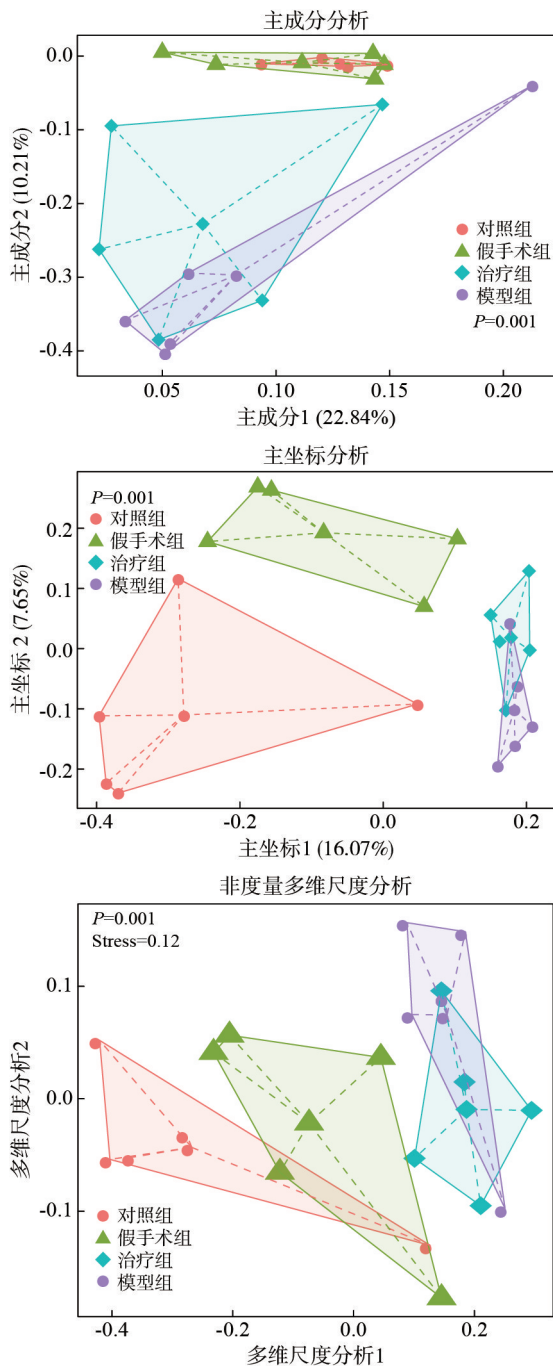 主成分分析
0.0
-0.1
-0.2
-0.3
-0.4
主成分2 (10.21%)
对照组
假手术组
治疗组
模型组
P=0.001
0.05
0.10
0.15
0.20
主成分1 (22.84%)
主坐标分析
P=0.001
对照组
假手术组
治疗组
模型组
0.2
0.1
0.0
-0.1
-0.2
主坐标 2 (7.65%)
-0.4
-0.2
0.0
0.2
主坐标1 (16.07%)
非度量多维尺度分析
P=0.001
Stress=0.12
0.1
0.0
-0.1
多维尺度分析2
对照组
假手术组
治疗组
模型组
-0.4
-0.2
0.0
0.2
多维尺度分析1